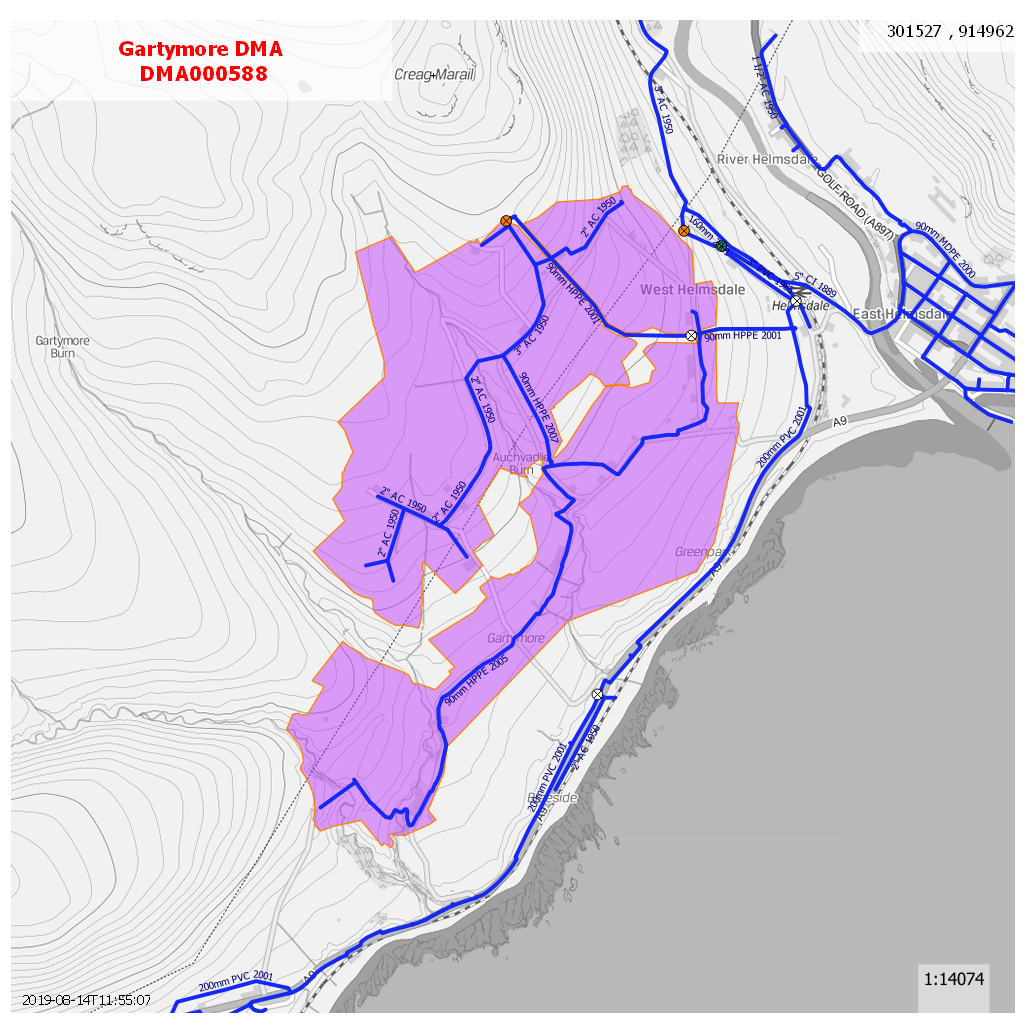 Gartymore DMA
DMA000588
301527 , 914962
Creag Marail
1 1/2" AC 1950
3" AC 1950
River Helmsdale
GOLF ROAD (A897)
2" AC 1950
160mm
90mm MDPE 2000
90mm HPPE 2001
West Helmsdale
5" CI 1889
Helmsdale
East Helmsdale
3" AC 1950
90mm HPPE 2001
Gartymore
Burn
2" AC 1950
90mm HPPE 2007
A9
200mm PVC 2001
Auchvadie
Burn
2" AC 1950
2" AC 1950
2" AC 1950
Greenpark
A9
Gartymore
90mm HPPE 2005
200mm PVC 2001
2" AC 1950
A9
200mm PVC 2001
A9
1:14074
2019-08-14T11:55:07